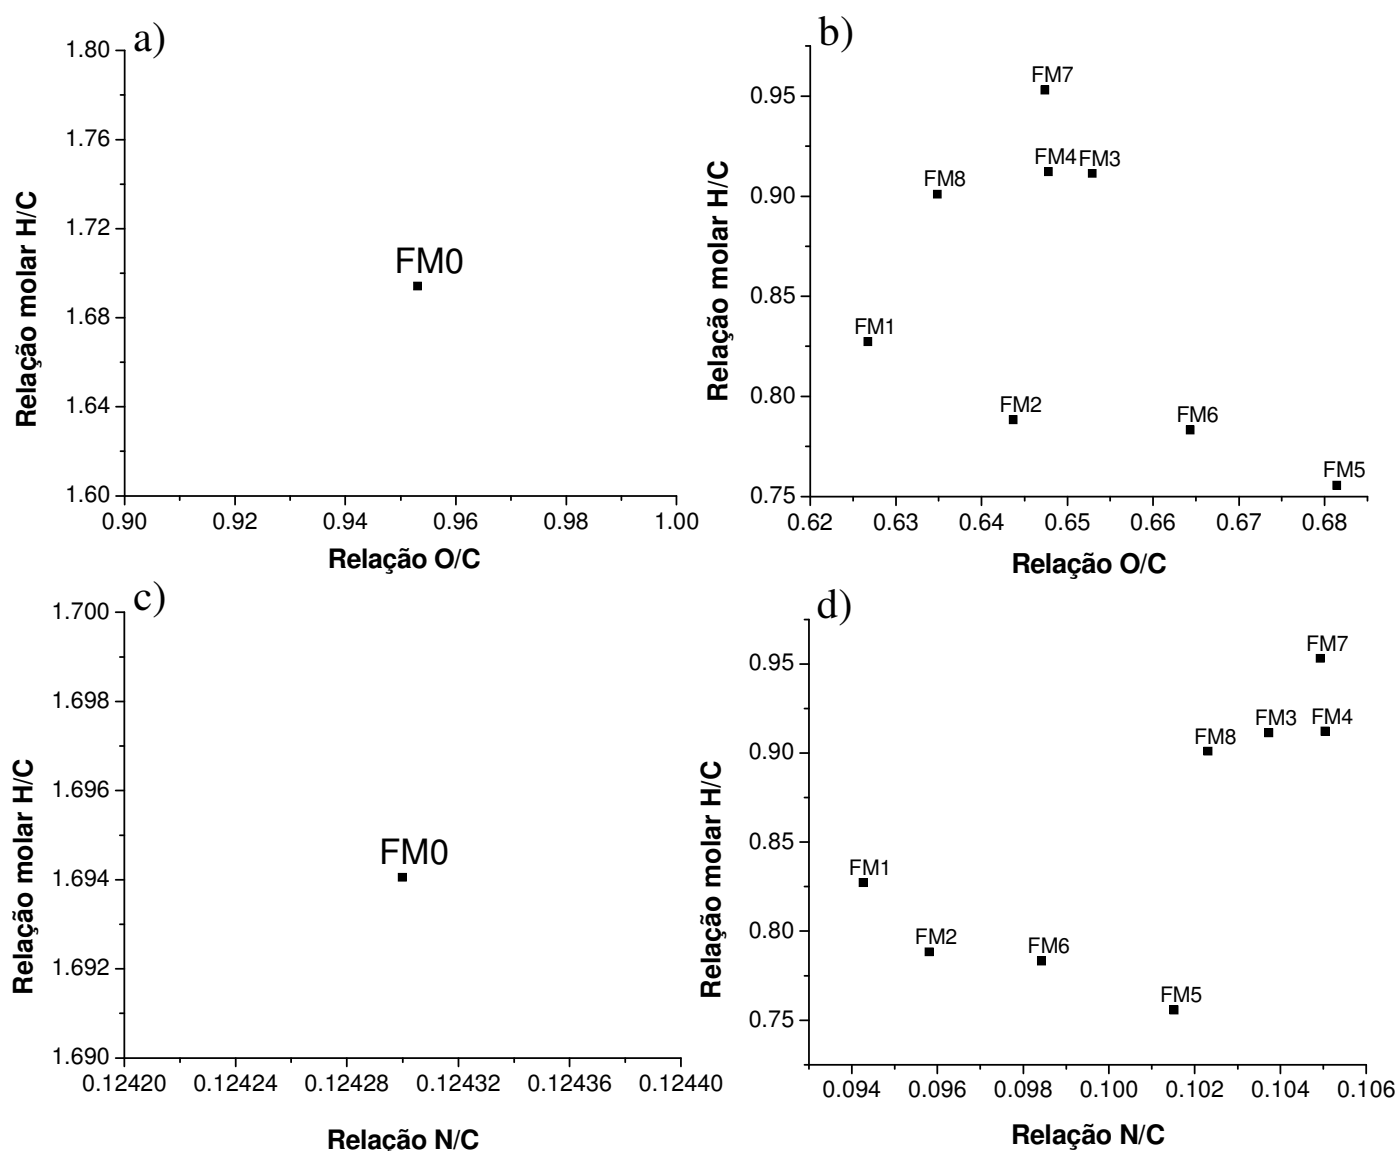 a)
1.80
1.76
1.72
1.68
1.64
1.60
Relação molar H/C
FM0
0.90 0.92 0.94 0.96 0.98 1.00
Relação O/C
b)
0.95
0.90
0.85
0.80
0.75
Relação molar H/C
FM7
FM4 FM3
FM8
FM1
FM2
FM6
FM5
0.62 0.63 0.64 0.65 0.66 0.67 0.68
Relação O/C
c)
1.700
1.698
1.696
1.694
1.692
1.690
Relação molar H/C
FM0
0.12420 0.12424 0.12428 0.12432 0.12436 0.12440
Relação N/C
d)
0.95
0.90
0.85
0.80
0.75
Relação molar H/C
FM7
FM3 FM4
FM8
FM1
FM2
FM6
FM5
0.094 0.096 0.098 0.100 0.102 0.104 0.106
Relação N/C